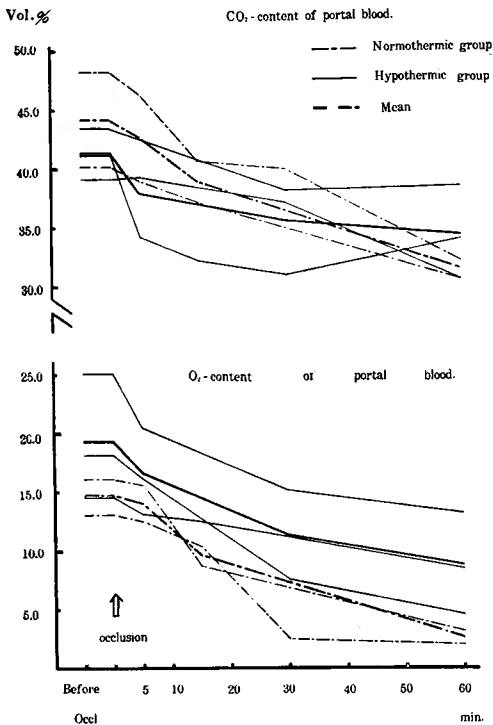 Vol.%
CO₂-content of portal blood.
Normothermic group
Hypothermic group
Mean
50.0
45.0
40.0
35.0
30.0
O₂-content of portal blood.
25.0
20.0
15.0
10.0
5.0
occlusion
Before 5 10 20 30 40 50 60
Occl min.